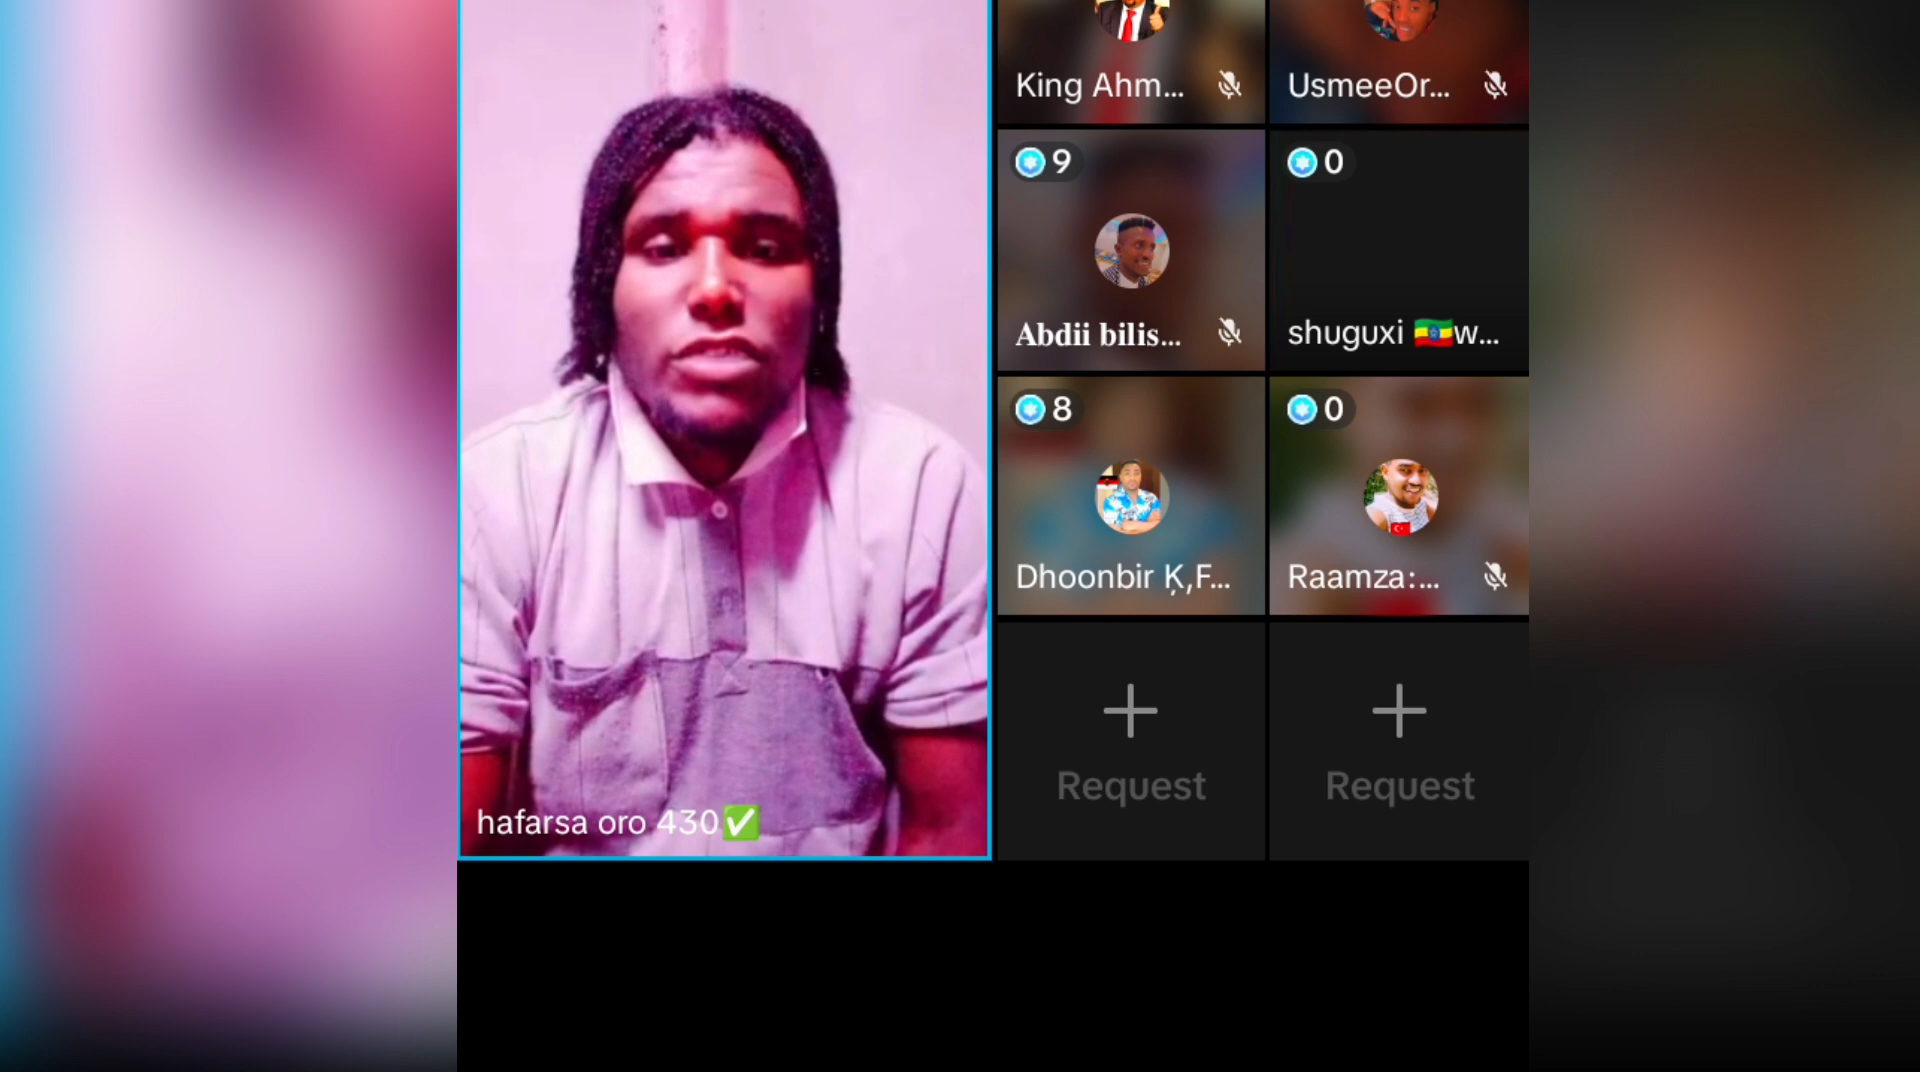 King Ahm...
UsmeeOr...
9
0
𝐀𝐛𝐝𝐢𝐢 𝐛𝐢𝐥𝐢𝐬...
shuguxi 🇪🇹w...
8
0
Dhoonbir Ķ,F...
Raamza:...
hafarsa oro 430✅
Request
Request